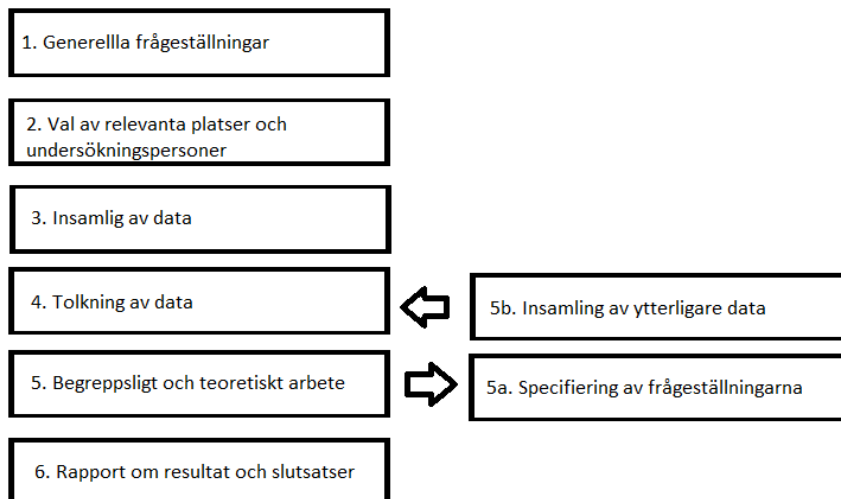 1. Generellla frågeställningar
2. Val av relevanta platser och
undersökningspersoner
3. Insamlig av data
4. Tolkning av data
5b. Insamling av ytterligare data
5. Begreppsligt och teoretiskt arbete
5a. Specifiering av frågeställningarna
6. Rapport om resultat och slutsatser